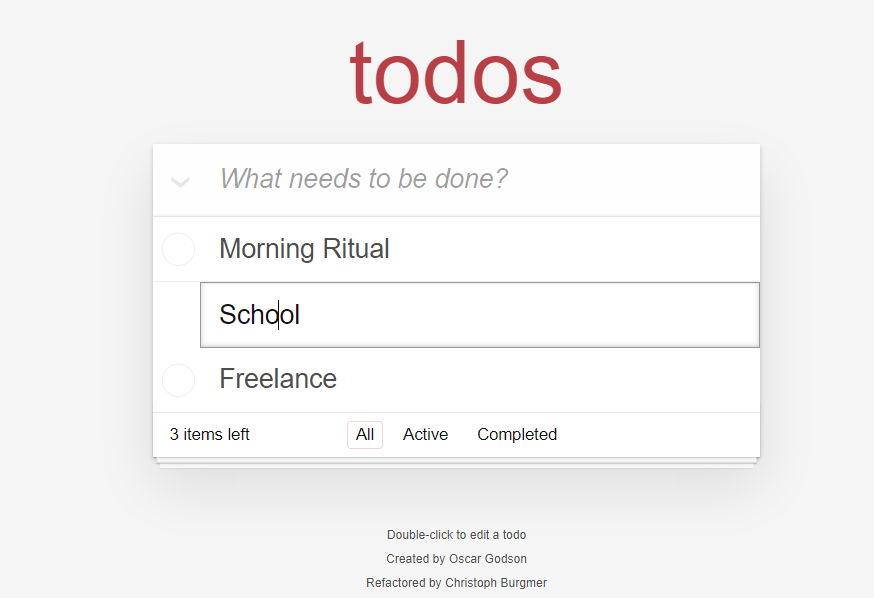 todos
What needs to be done?
Morning Ritual
School
Freelance
3 items left All Active Completed
Double-click to edit a todo
Created by Oscar Godson
Refactored by Christoph Burgmer